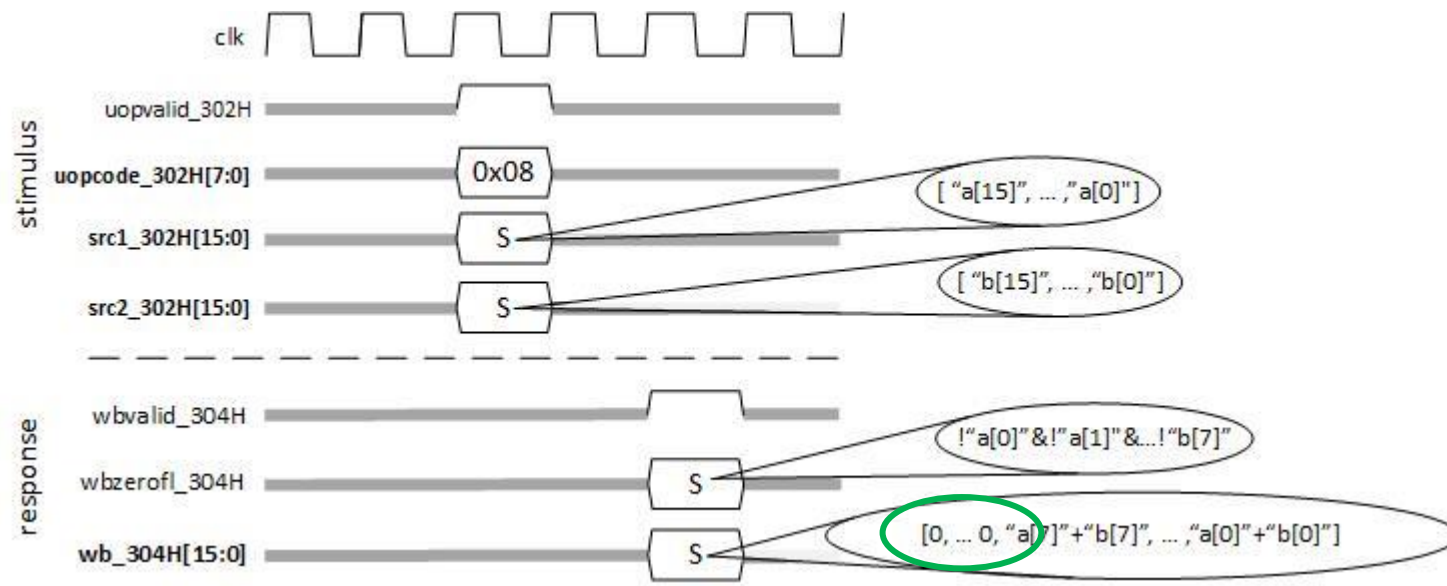 clk
stimulus
uopvalid_302H
uopcode_302H[7:0]
0x08
[ "a[15]", ... ,"a[0]"]
src1_302H[15:0]
S
[ "b[15]", ... ,"b[0]"]
src2_302H[15:0]
S
response
wbvalid_304H
!"a[0]"&!"a[1]"&...!"b[7]"
wbzerofl_304H
S
[0, ... 0, "a[7]"+"b[7]", ... ,"a[0]"+"b[0]"]
wb_304H[15:0]
S